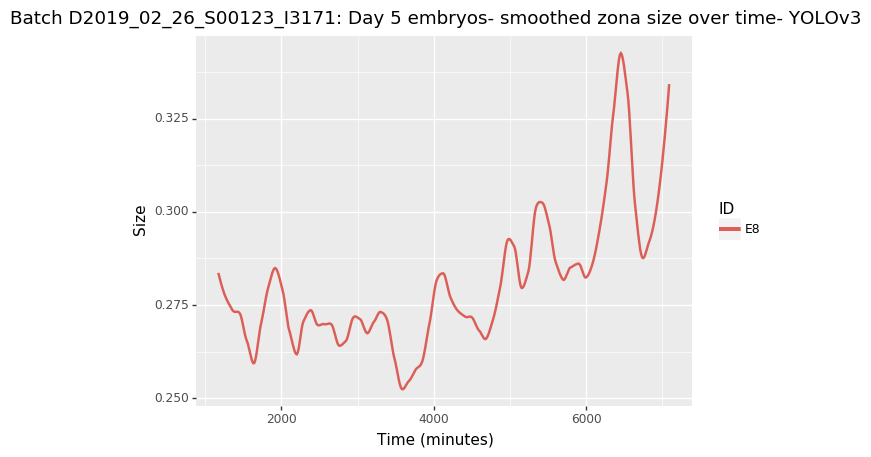 Batch D2019_02_26_S00123_I3171: Day 5 embryos- smoothed zona size over time- YOLOv3
0.325
0.300
0.275
0.250
Size
2000
4000
6000
Time (minutes)
ID
E8